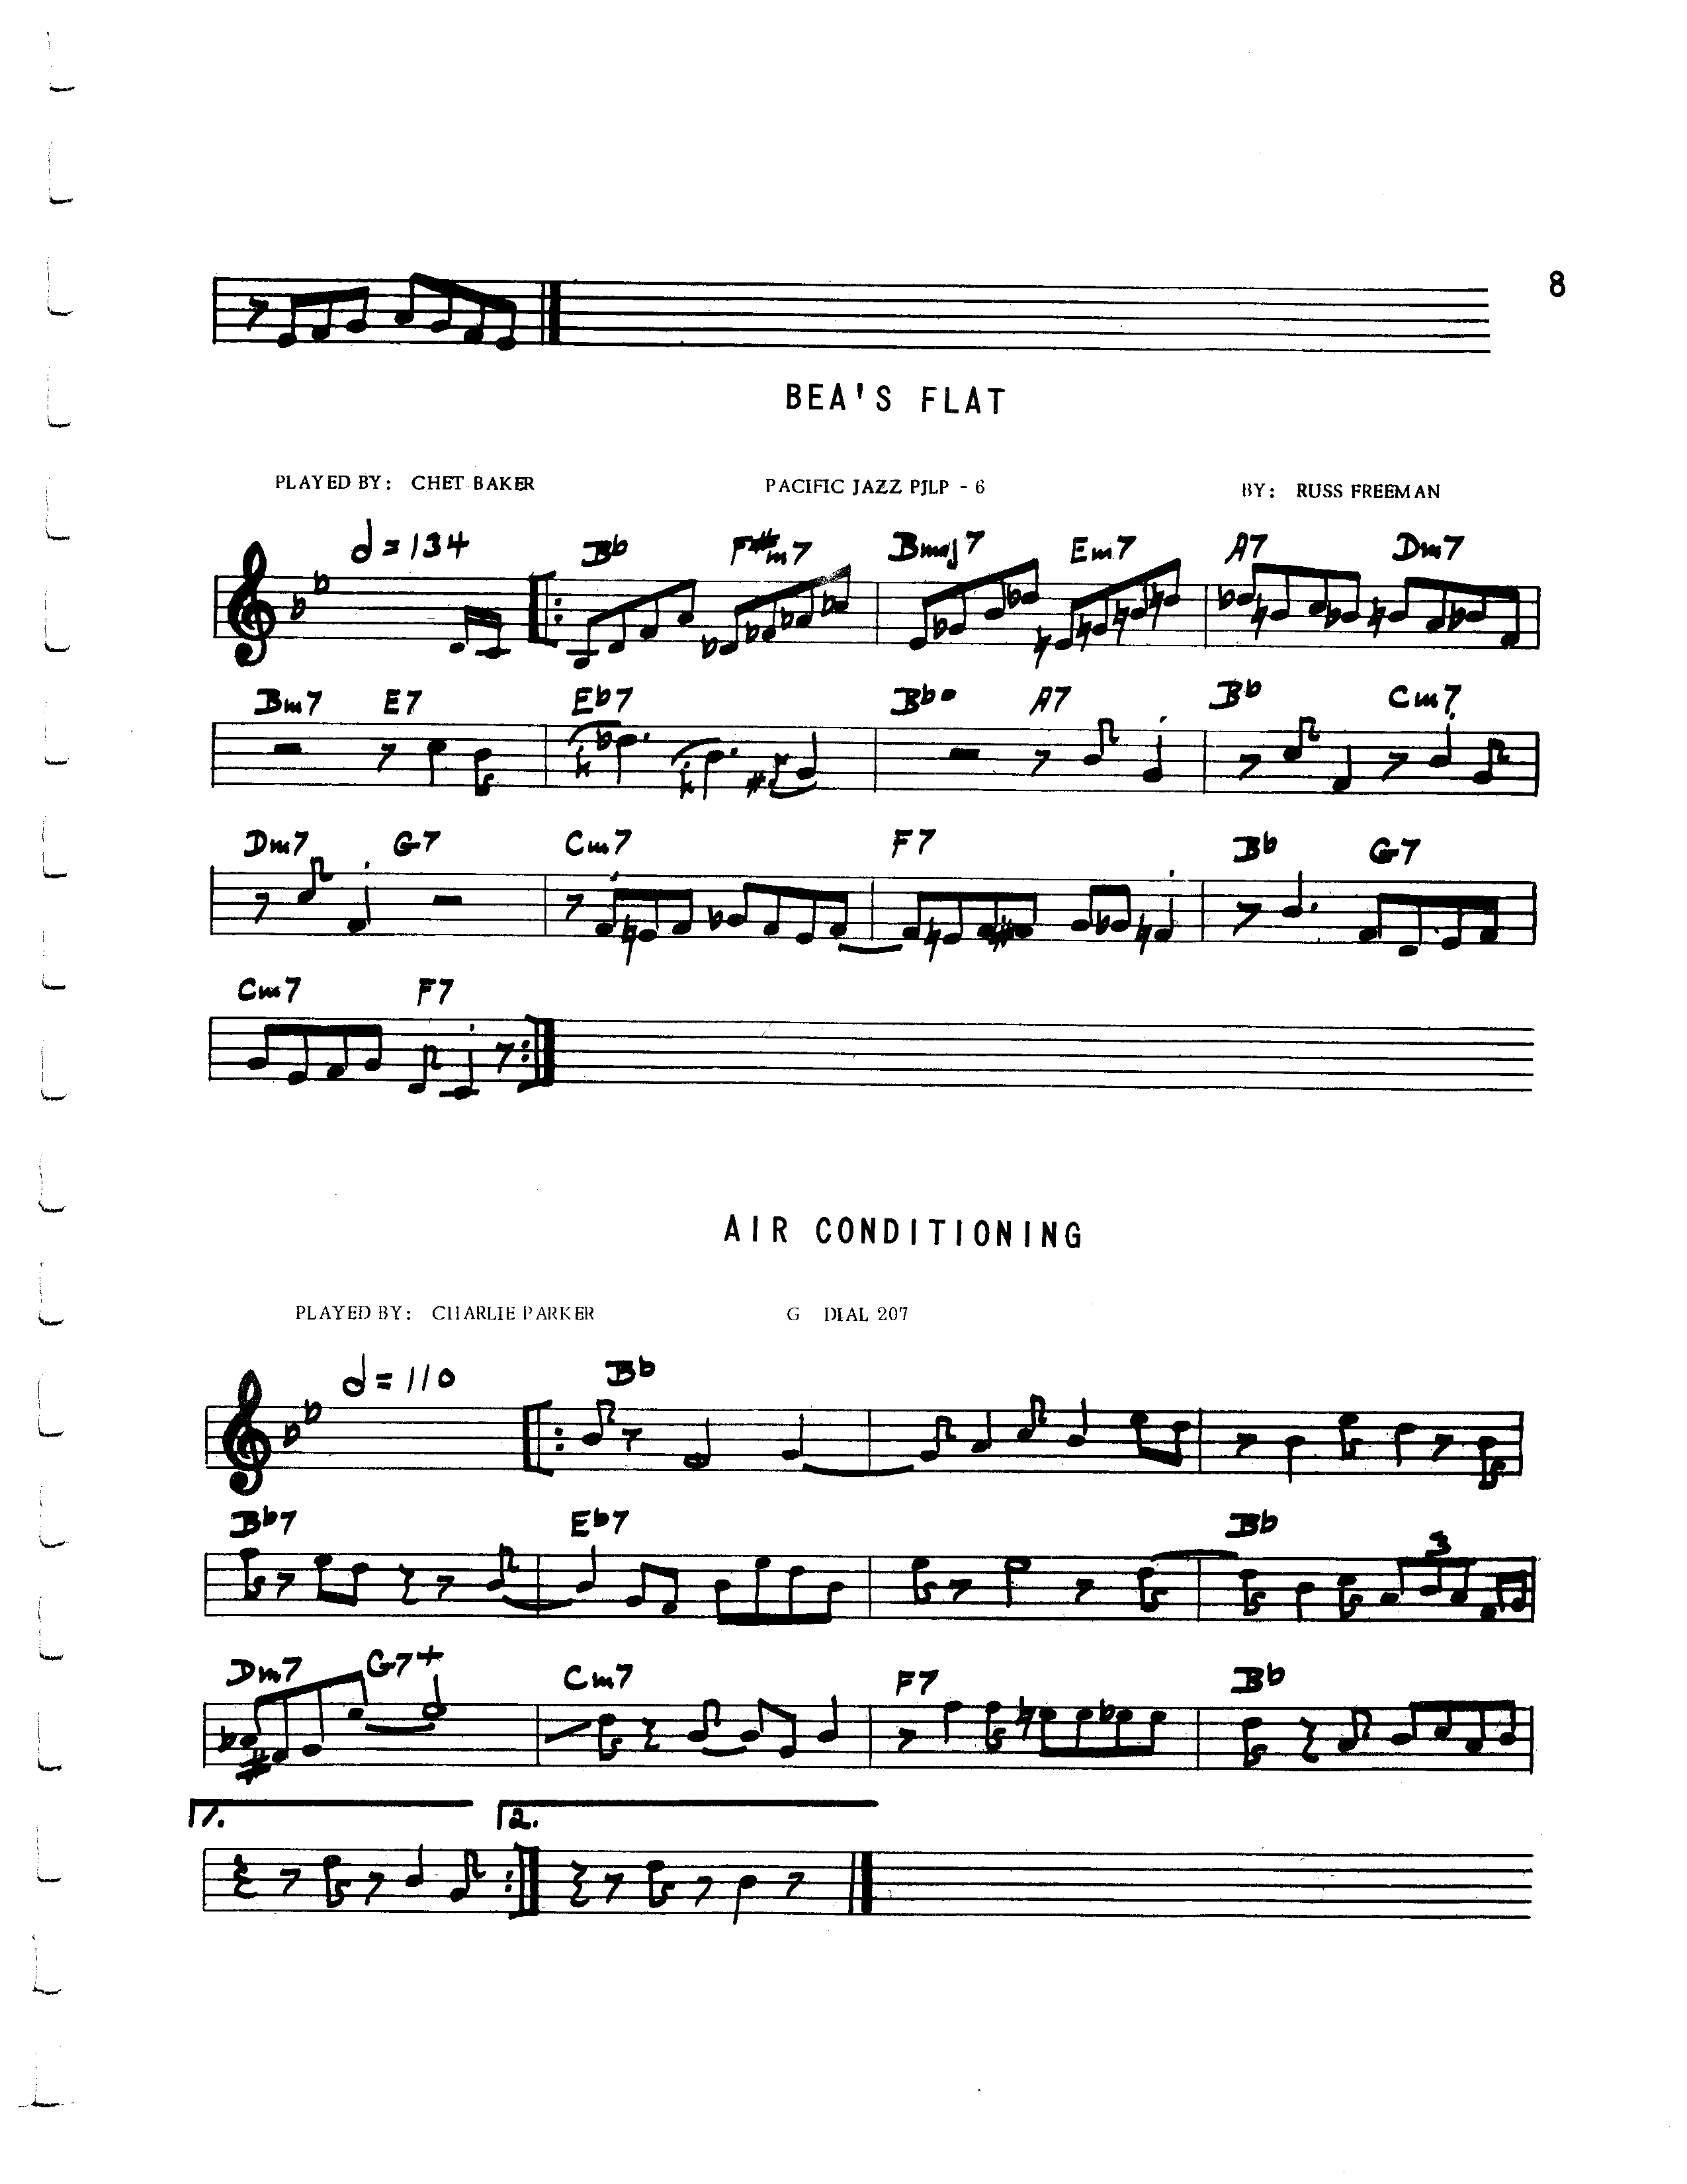 8
BEA'S FLAT
PLAYED BY: CHET BAKER PACIFIC JAZZ PJLP - 6 BY: RUSS FREEMAN
= 134 Bb F#m7 Bmaj7 Em7 A7 Dm7
Bm7 E7 Eb7 Bbo A7 Bb Cm7
Dm7 G7 Cm7 F7 Bb G7
Cm7 F7
AIR CONDITIONING
PLAYED BY: CHARLIE PARKER G DIAL 207
= 110 Bb
Bb7 Eb7 Bb 3
Dm7 G7+ Cm7 F7 Bb
1. 2.